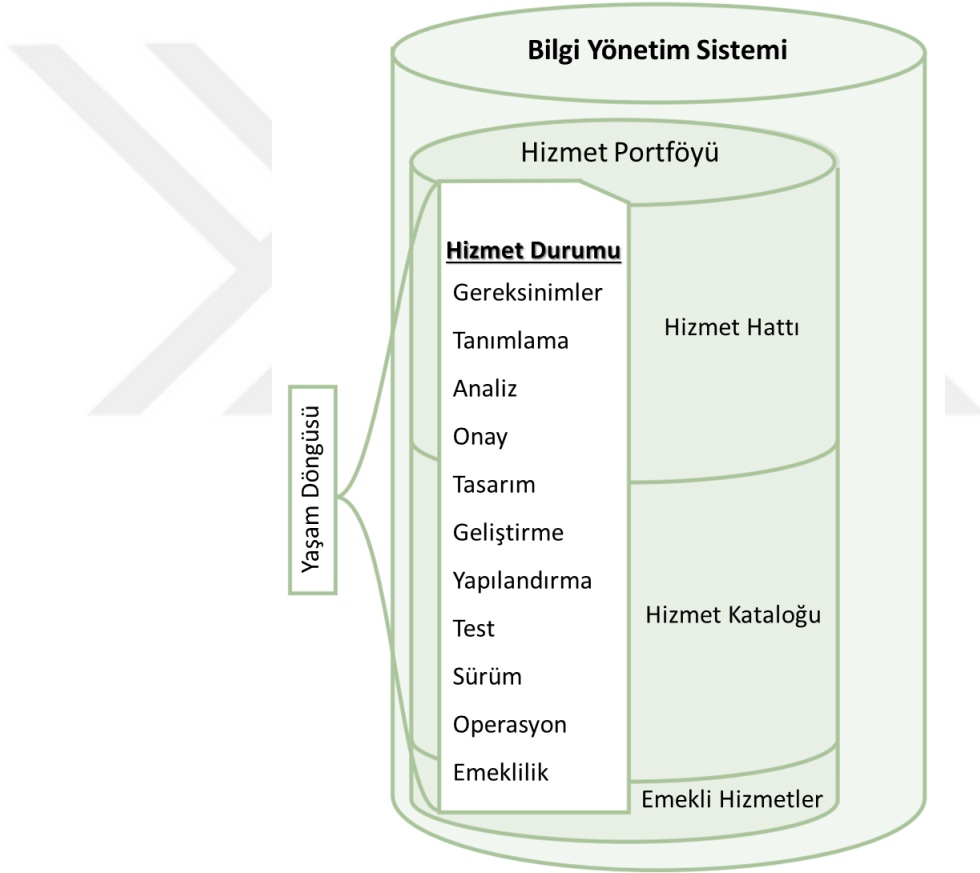 Bilgi Yönetim Sistemi
Hizmet Portföyü
Hizmet Durumu
Gereksinimler
Tanımlama
Analiz
Onay
Tasarım
Geliştirme
Yapılandırma
Test
Sürüm
Operasyon
Emeklilik
Hizmet Hattı
Hizmet Kataloğu
Emekli Hizmetler
Yaşam Döngüsü